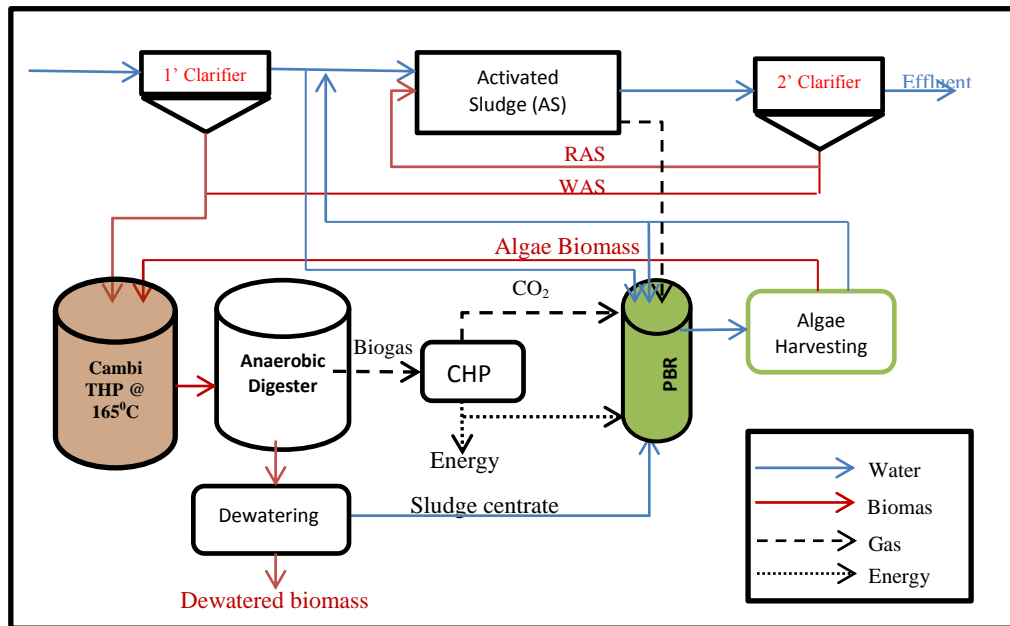 1’ Clarifier
Activated
Sludge (AS)
2’ Clarifier
Effluent
RAS
WAS
Algae Biomass
CO₂
Cambi
THP @
165⁰C
Anaerobic
Digester
Biogas
CHP
PBR
Algae
Harvesting
Energy
Dewatering
Sludge centrate
Dewatered biomass
Water
Biomas
Gas
Energy